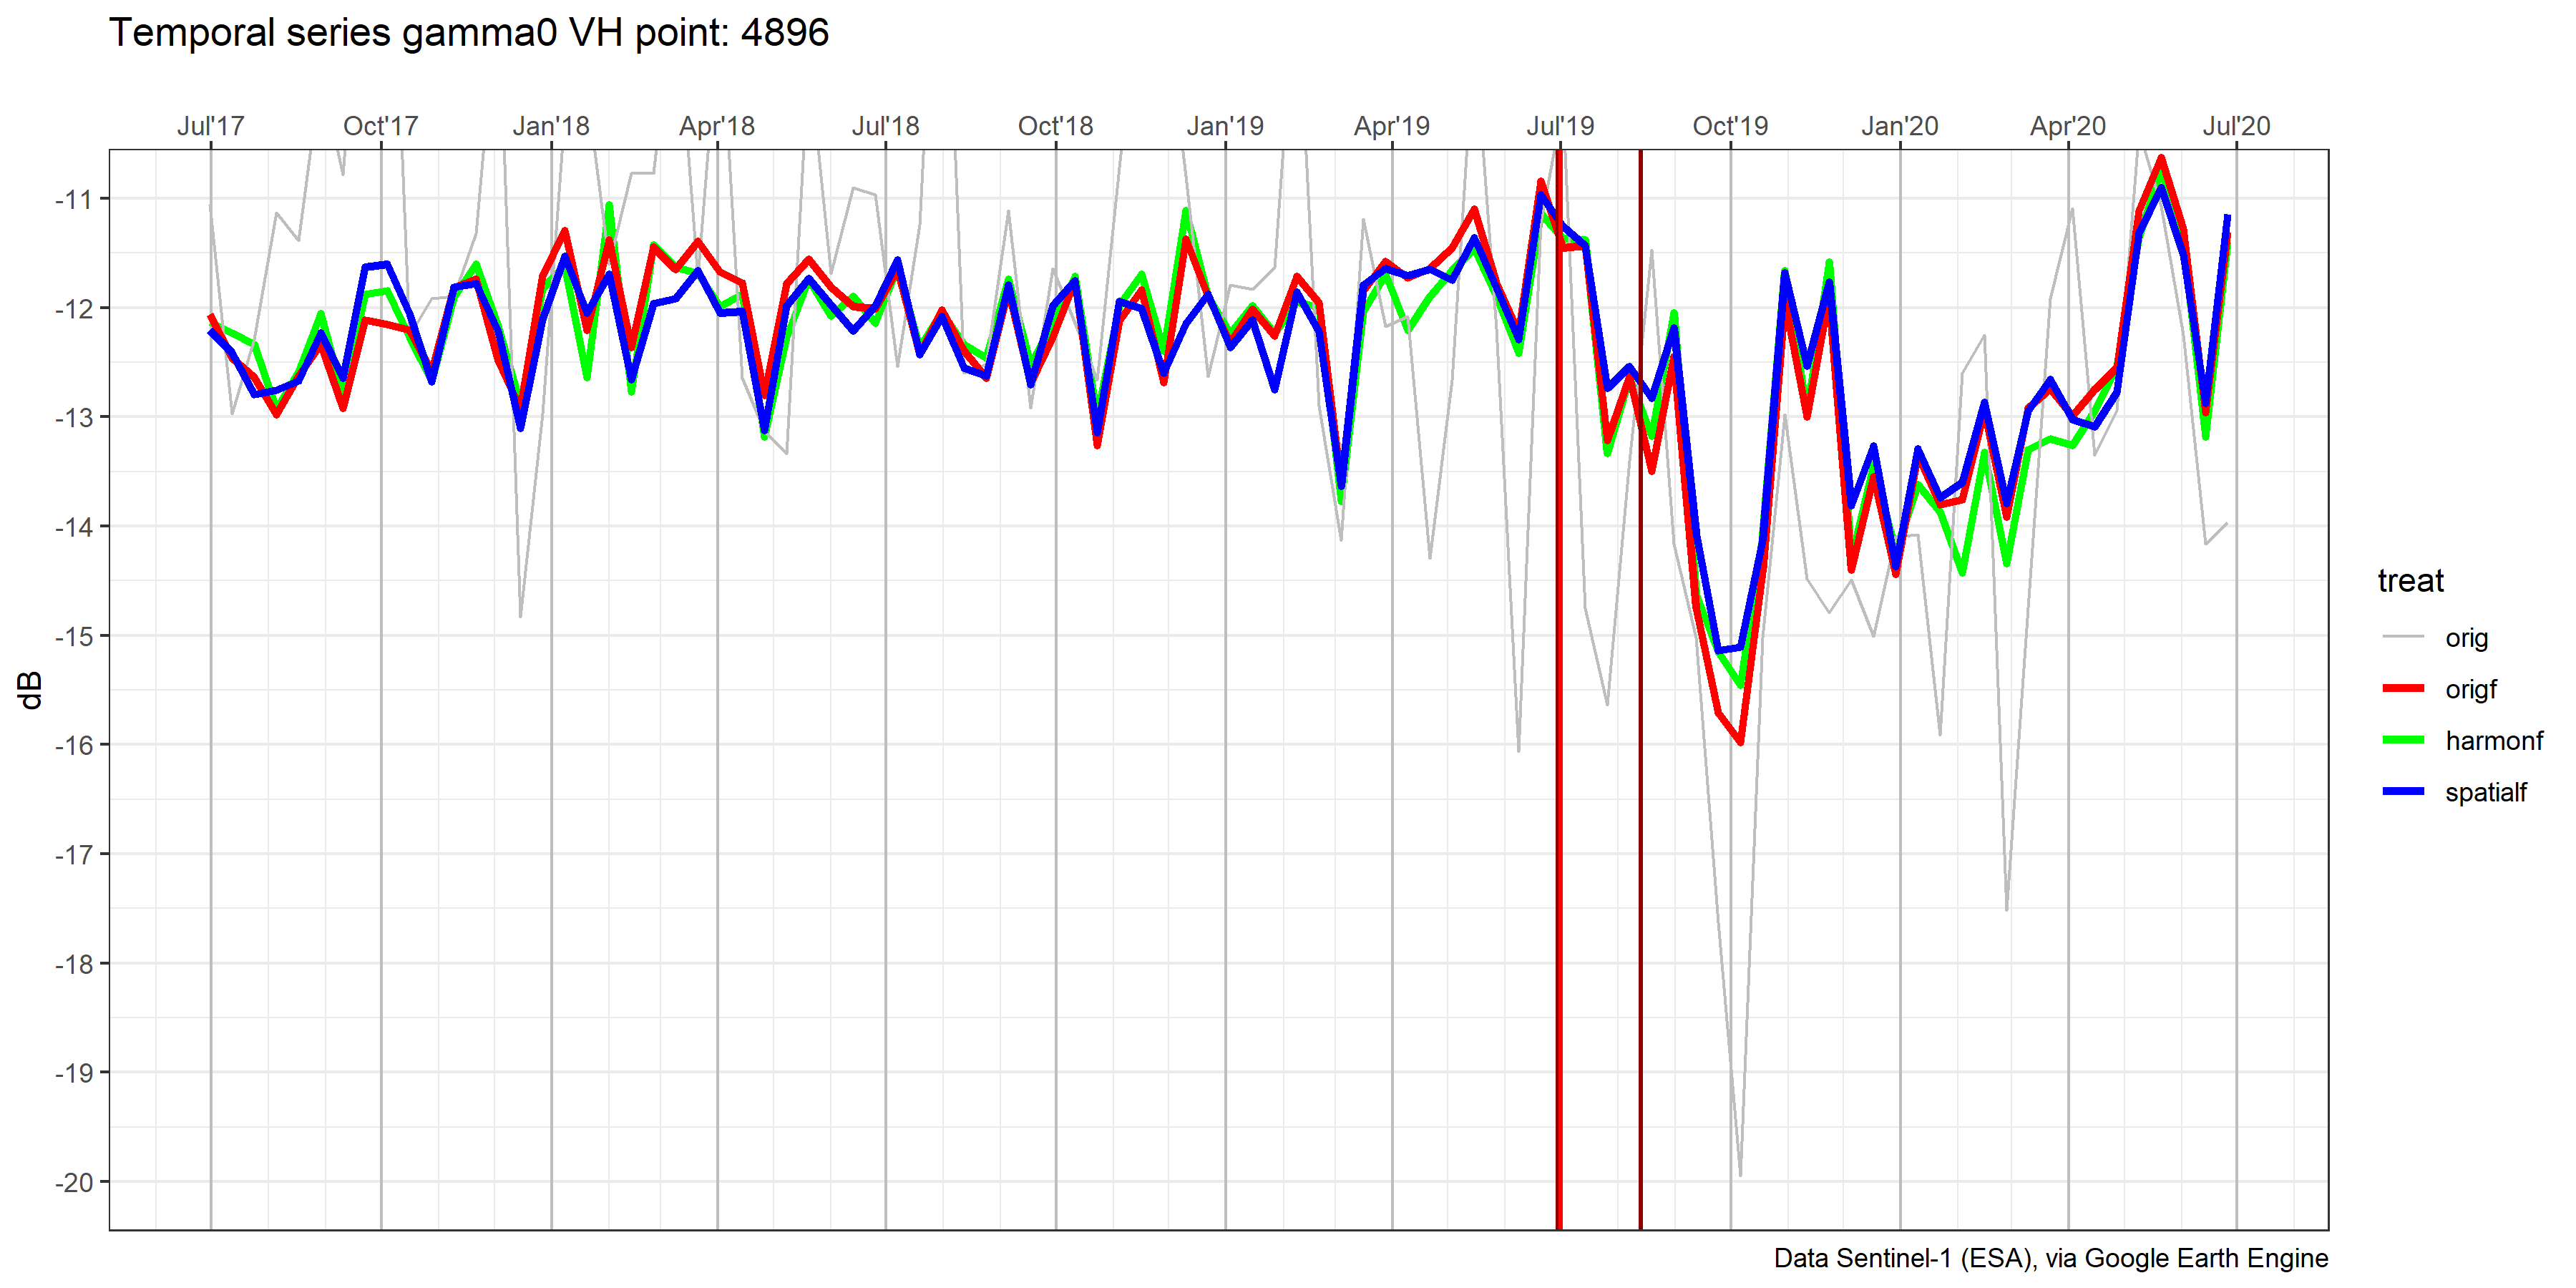 Temporal series gamma0 VH point: 4896
Jul'17 Oct'17 Jan'18 Apr'18 Jul'18 Oct'18 Jan'19 Apr'19 Jul'19 Oct'19 Jan'20 Apr'20 Jul'20
-11
-12
-13
-14
-15
-16
-17
-18
-19
-20
dB
treat
orig
origf
harmonf
spatialf
Data Sentinel-1 (ESA), via Google Earth Engine